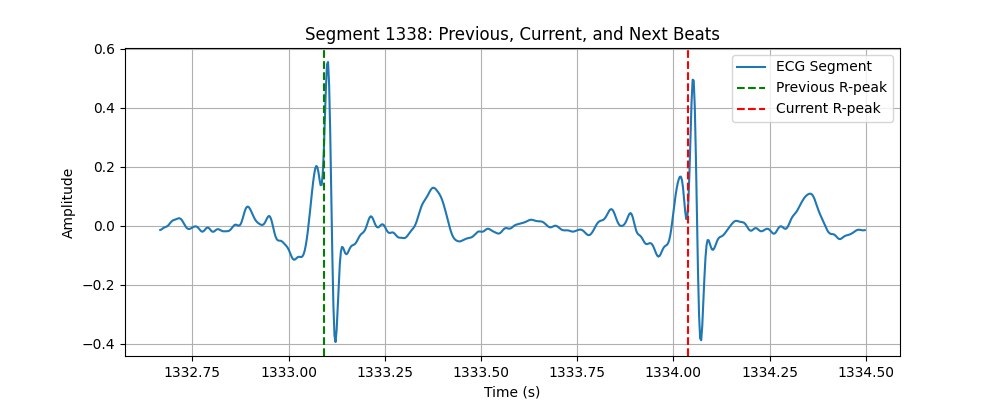 Segment 1338: Previous, Current, and Next Beats
ECG Segment
Previous R-peak
Current R-peak
Amplitude
0.6
0.4
0.2
0.0
−0.2
−0.4
1332.75 1333.00 1333.25 1333.50 1333.75 1334.00 1334.25 1334.50
Time (s)